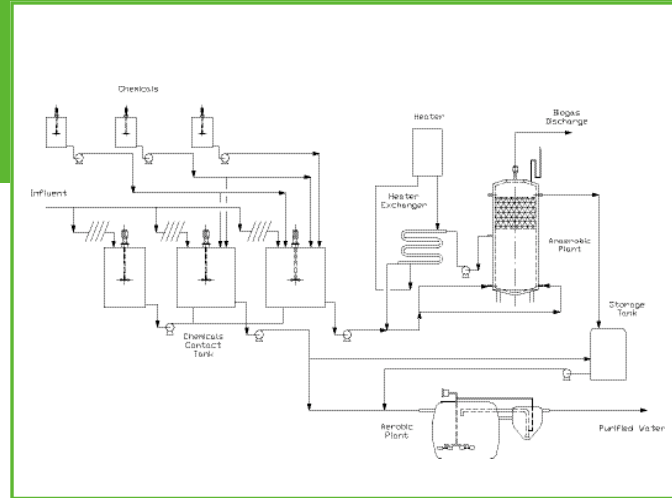 Chemicals
Heater
Biogas
Discharge
Influent
Heater
Exchanger
Anaerobic
Plant
Storage
Tank
Chemicals
Contact
Tank
Aerobic
Plant
Purified Water